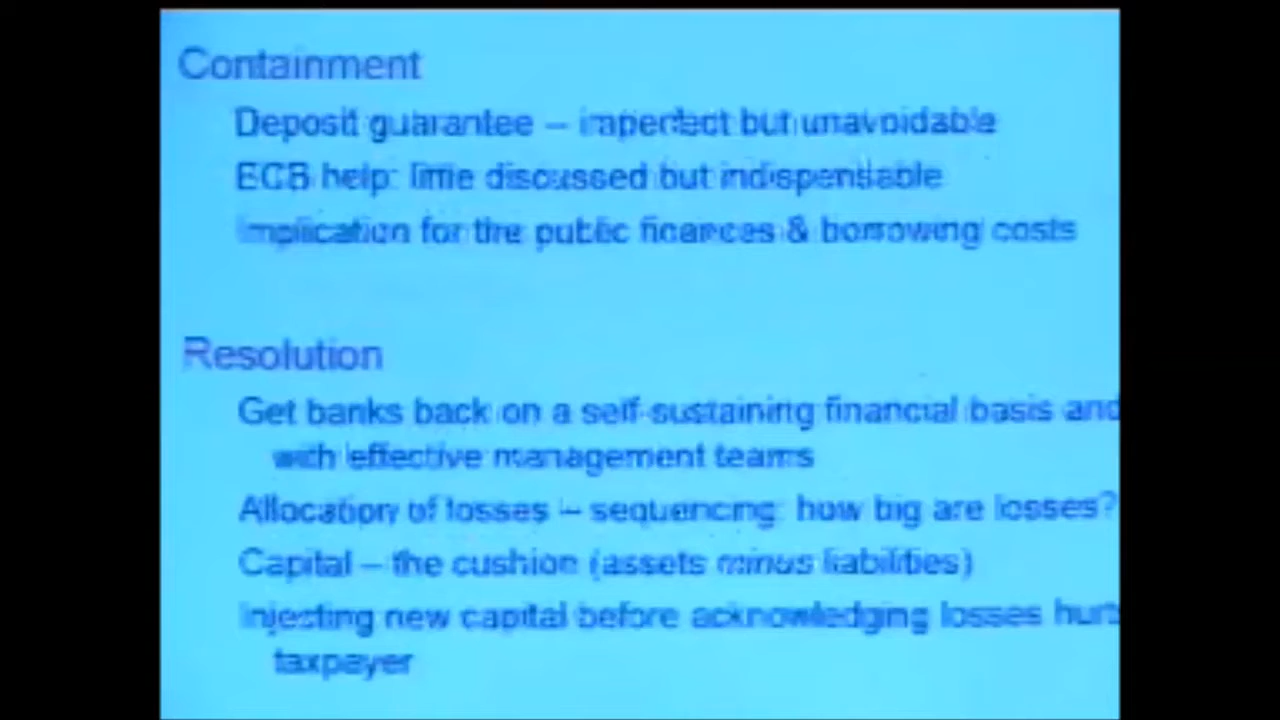 Containment
Deposit guarantee – imperfect but unavoidable
ECB help: little discussed but indispensable
Implication for the public finances & borrowing costs
Resolution
Get banks back on a self-sustaining financial basis and
with effective management teams
Allocation of losses – sequencing: how big are losses?
Capital – the cushion (assets minus liabilities)
Injecting new capital before acknowledging losses hurts
taxpayer